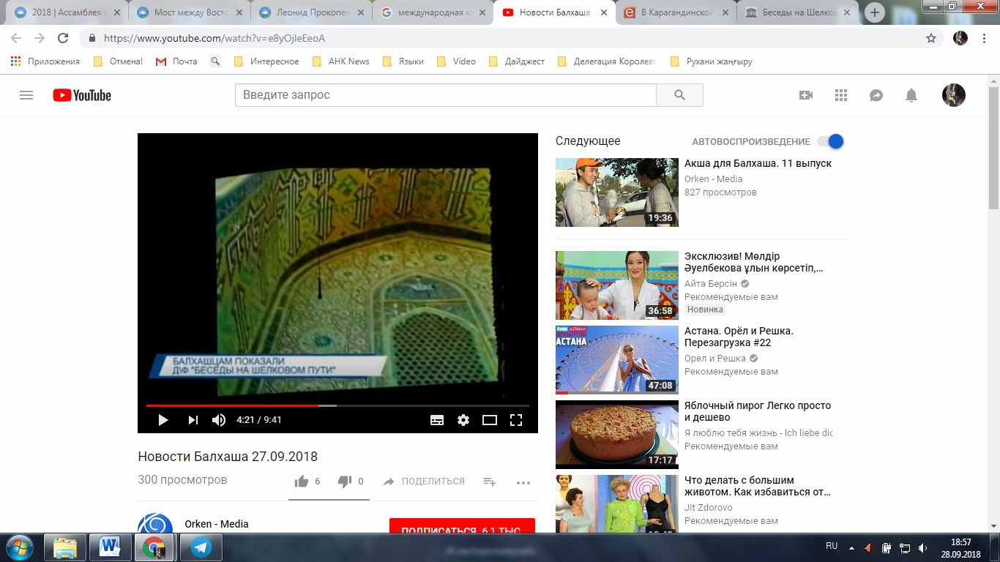 2018 | Ассамблея н
Мост между Восто
Леонид Прокопен
международная ко
Новости Балхаша
В Карагандинской
Беседы на Шелков
https://www.youtube.com/watch?v=e8yOjleEeoA
Приложения
Отмена!
Почта
Интересное
АНК News
Языки
Video
Дайджест
Делегация Королевс
Рухани жаңғыру
YouTube
Введите запрос
БАЛХАШЦАМ ПОКАЗАЛИ
Д\Ф "БЕСЕДЫ НА ШЕЛКОВОМ ПУТИ"
4:21 / 9:41
Новости Балхаша 27.09.2018
300 просмотров
6
0
ПОДЕЛИТЬСЯ
Orken - Media
ПОДПИСАТЬСЯ 6,1 ТЫС.
Следующее
АВТОВОСПРОИЗВЕДЕНИЕ
Акша для Балхаша. 11 выпуск
Orken - Media
827 просмотров
19:36
Эксклюзив! Мөлдір
Әуелбекова ұлын көрсетіп,...
Айта Берсін
Рекомендуемые вам
Новинка
36:58
Астана. Орёл и Решка.
Перезагрузка #22
Орел и Решка
Рекомендуемые вам
АСТАНА
47:08
Яблочный пирог Легко просто
и дешево
Я люблю тебя жизнь - Ich liebe dic
Рекомендуемые вам
17:17
Что делать с большим
животом. Как избавиться от...
JIt Zdorovo
Рекомендуемые вам
RU
18:57
28.09.2018